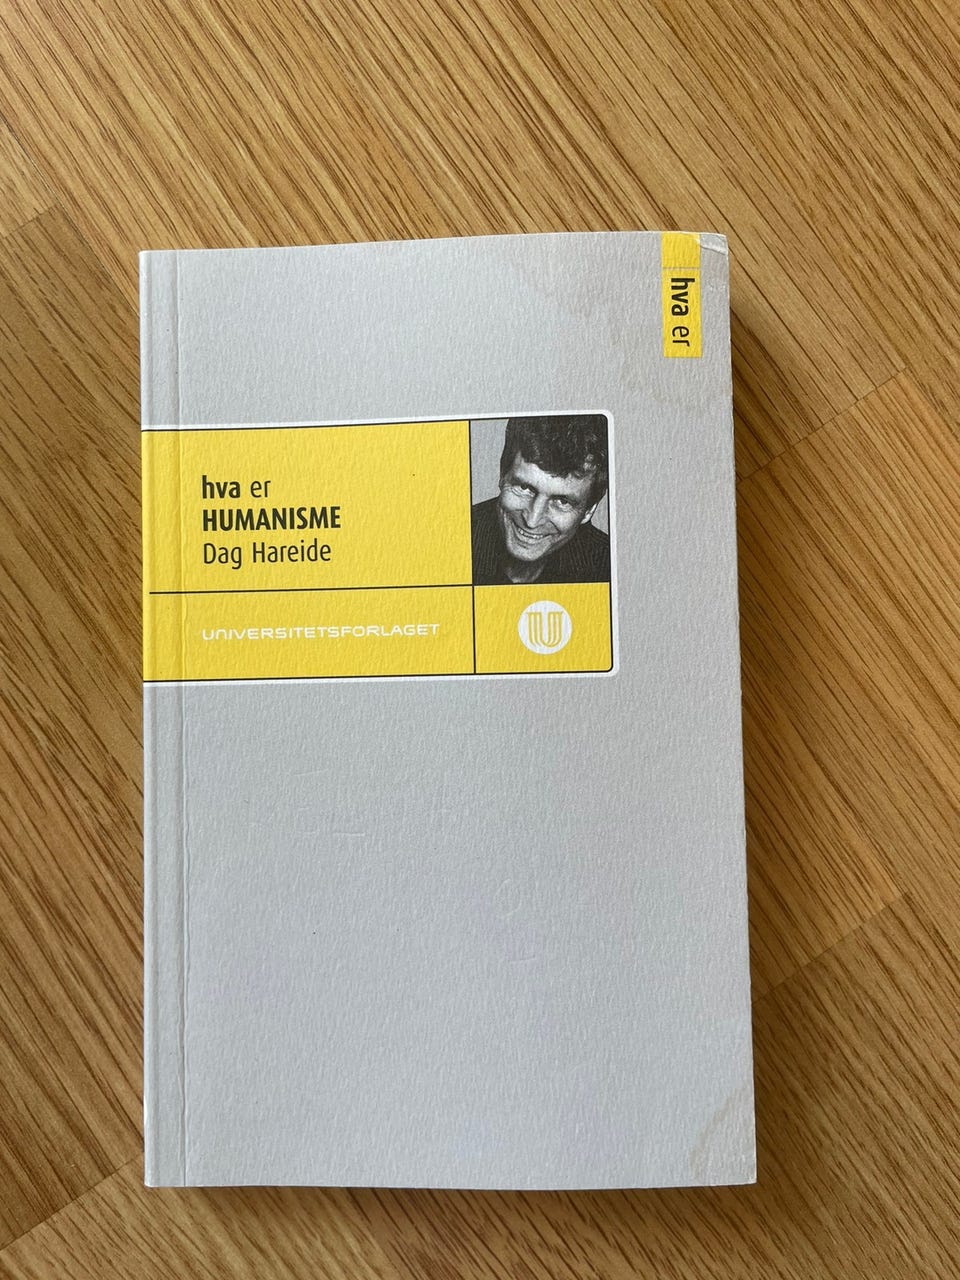 hva er
hva er
HUMANISME
Dag Hareide
UNIVERSITETSFORLAGET
U